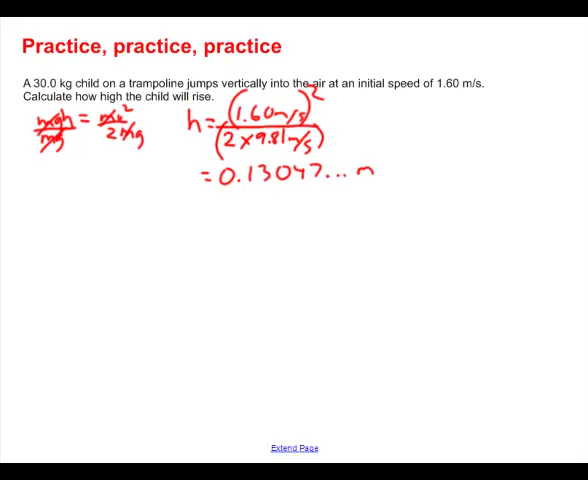 Practice, practice, practice
A 30.0 kg child on a trampoline jumps vertically into the air at an initial speed of 1.60 m/s.
Calculate how high the child will rise.
mgh/mg = mv²/2mg
h = (1.60m/s)²/(2 x 9.81m/s)
= 0.13047... m
Extend Page